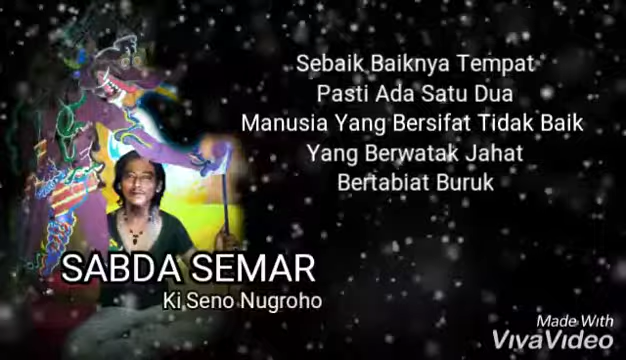 Sebaik Baiknya Tempat
Pasti Ada Satu Dua
Manusia Yang Bersifat Tidak Baik
Yang Berwatak Jahat
Bertabiat Buruk
SABDA SEMAR
Ki Seno Nugroho
Made With
VivaVideo